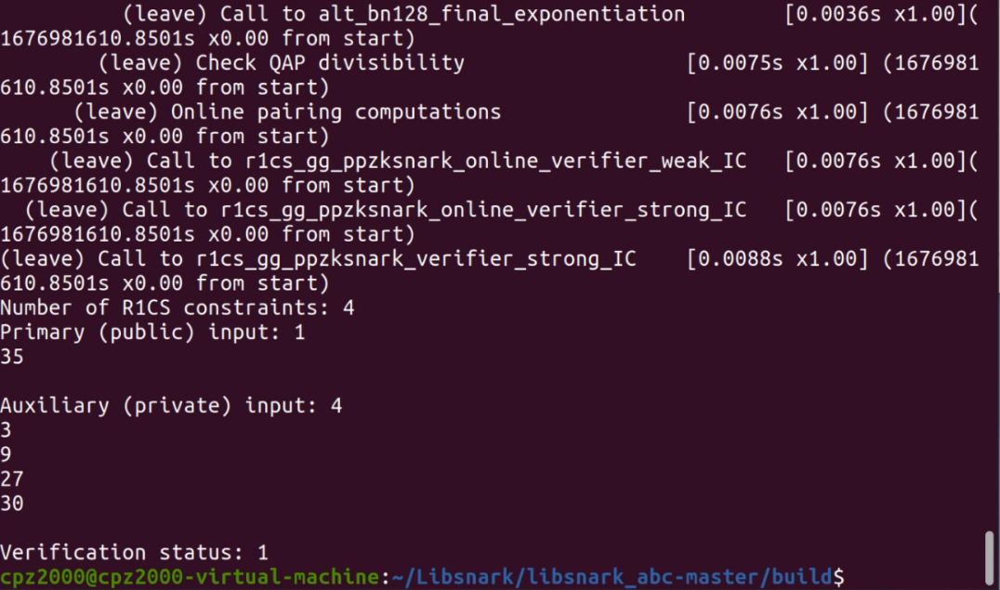 (leave) Call to alt_bn128_final_exponentiation [0.0036s x1.00](
1676981610.8501s x0.00 from start)
(leave) Check QAP divisibility [0.0075s x1.00] (1676981
610.8501s x0.00 from start)
(leave) Online pairing computations [0.0076s x1.00] (1676981
610.8501s x0.00 from start)
(leave) Call to r1cs_gg_ppzksnark_online_verifier_weak_IC [0.0076s x1.00](
1676981610.8501s x0.00 from start)
(leave) Call to r1cs_gg_ppzksnark_online_verifier_strong_IC [0.0076s x1.00](
1676981610.8501s x0.00 from start)
(leave) Call to r1cs_gg_ppzksnark_verifier_strong_IC [0.0088s x1.00] (1676981
610.8501s x0.00 from start)
Number of R1CS constraints: 4
Primary (public) input: 1
35
Auxiliary (private) input: 4
3
9
27
30
Verification status: 1
cpz2000@cpz2000-virtual-machine:~/Libsnark/libsnark_abc-master/build$